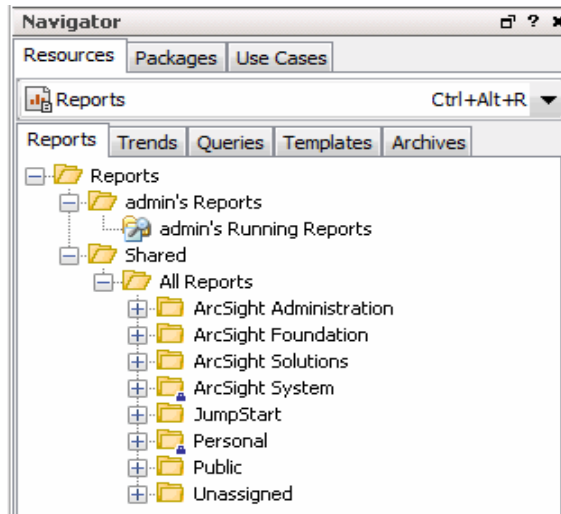 Navigator ?
Resources Packages Use Cases
Reports Ctrl+Alt+R
Reports Trends Queries Templates Archives
Reports
admin's Reports
admin's Running Reports
Shared
All Reports
ArcSight Administration
ArcSight Foundation
ArcSight Solutions
ArcSight System
JumpStart
Personal
Public
Unassigned